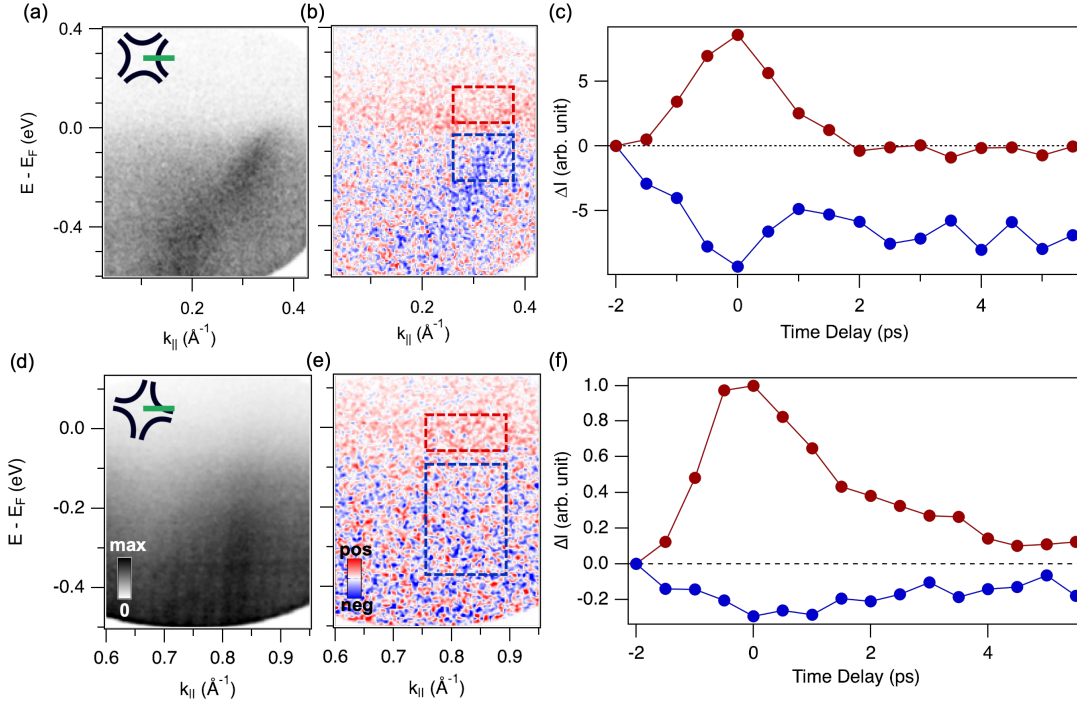 (a)
(b)
(c)
0.4
0.0
-0.4
E - E_F (eV)
0.2
0.4
k_|| (Å⁻¹)
0.2
0.4
k_|| (Å⁻¹)
5
0
-5
ΔI (arb. unit)
-2
0
2
4
Time Delay (ps)
(d)
(e)
(f)
0.0
-0.2
-0.4
E - E_F (eV)
max
0
0.6
0.7
0.8
0.9
k_|| (Å⁻¹)
pos
neg
0.6
0.7
0.8
0.9
k_|| (Å⁻¹)
1.0
0.8
0.6
0.4
0.2
0.0
-0.2
ΔI (arb. unit)
-2
0
2
4
Time Delay (ps)